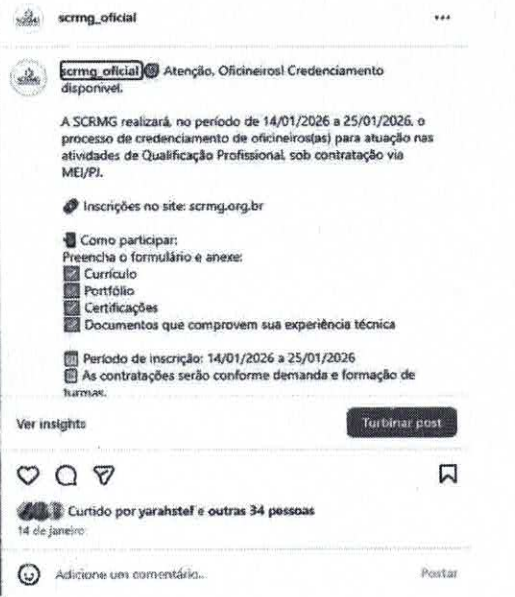 scrmg_oficial
...
scrmg_oficial Atenção, Oficineiros! Credenciamento
disponível.
A SCRMG realizará, no período de 14/01/2026 a 25/01/2026, o
processo de credenciamento de oficineiros(as) para atuação nas
atividades de Qualificação Profissional, sob contratação via
MEI/PJ.
Inscrições no site: scrmg.org.br
Como participar:
Preencha o formulário e anexe:
Currículo
Portfólio
Certificações
Documentos que comprovem sua experiência técnica
Período de inscrição: 14/01/2026 a 25/01/2026
As contratações serão conforme demanda e formação de
turmas.
Ver insights
Turbinar post
Curtido por yarahstef e outras 34 pessoas
14 de janeiro
Adicione um comentário...
Postar